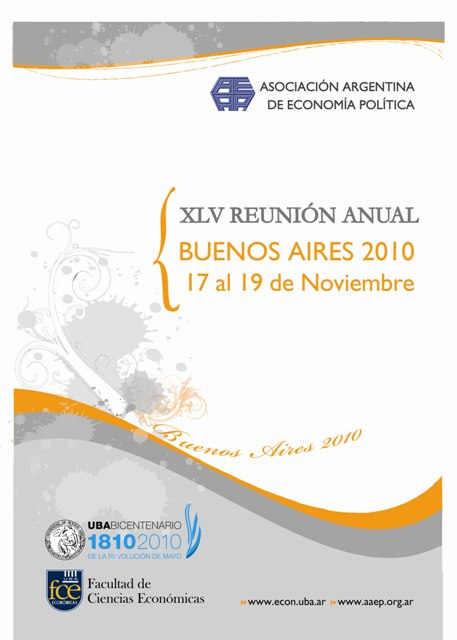 ASOCIACIÓN ARGENTINA
DE ECONOMÍA POLÍTICA
XLV REUNIÓN ANUAL
BUENOS AIRES 2010
17 al 19 de Noviembre
Buenos Aires 2010
UBABICENTENARIO
18102010
DE LA REVOLUCIÓN DE MAYO
UBA
fce
ECONÓMICAS
Facultad de
Ciencias Económicas
»www.econ.uba.ar »www.aaep.org.ar